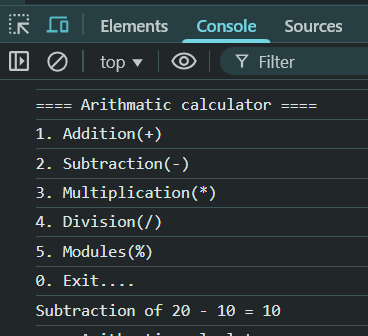 Elements Console Sources
top ▼ Filter
==== Arithmatic calculator ====
1. Addition(+)
2. Subtraction(-)
3. Multiplication(*)
4. Division(/)
5. Modules(%)
0. Exit....
Subtraction of 20 - 10 = 10